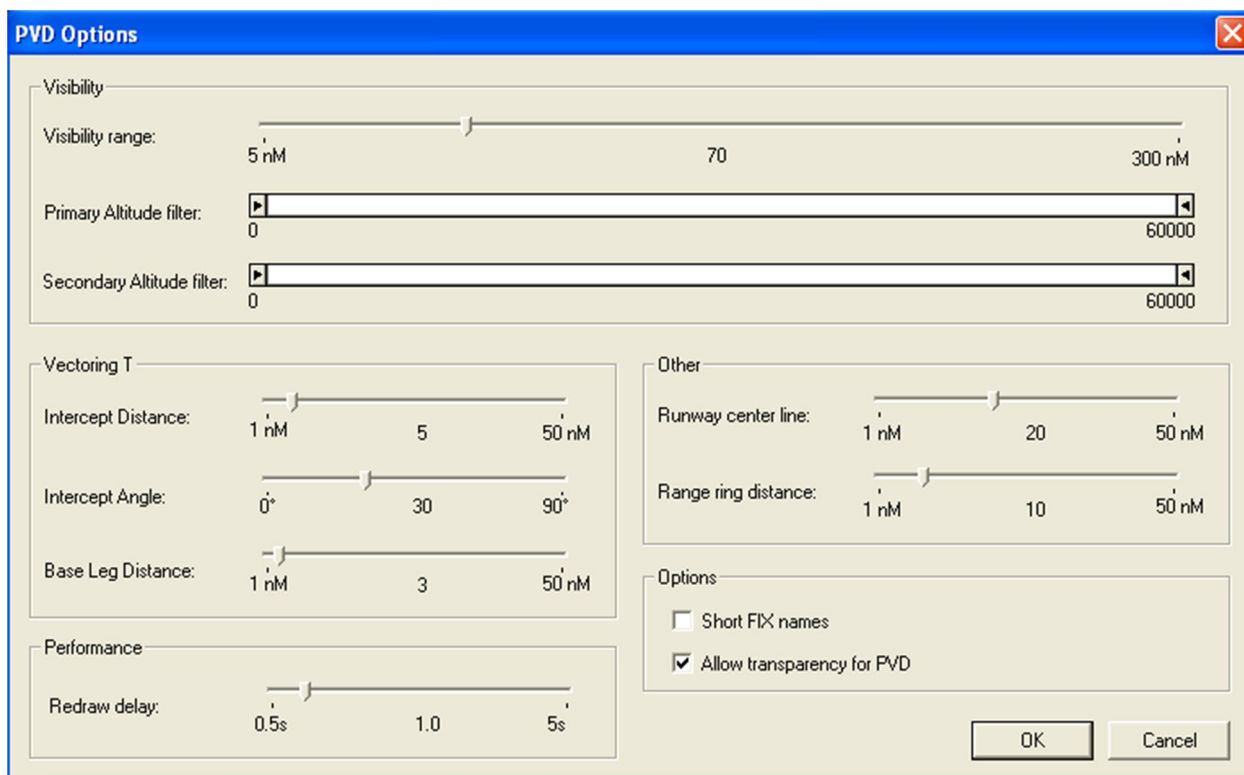 PVD Options
Visibility
Visibility range:
5 nM 70 300 nM
Primary Altitude filter:
0 60000
Secondary Altitude filter:
0 60000
Vectoring T
Intercept Distance:
1 nM 5 50 nM
Intercept Angle:
0° 30 90°
Base Leg Distance:
1 nM 3 50 nM
Performance
Redraw delay:
0.5s 1.0 5s
Other
Runway center line:
1 nM 20 50 nM
Range ring distance:
1 nM 10 50 nM
Options
Short FIX names
Allow transparency for PVD
OK Cancel